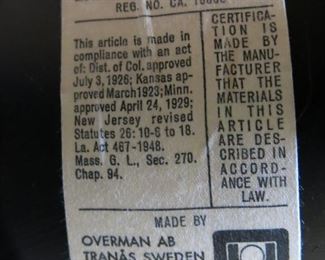 REG. NO. CA.
This article is made in
compliance with an act
of: Dist. of Col. approved
July 3, 1926; Kansas ap-
proved March 1923; Minn.
approved April 24, 1929;
New Jersey revised
Statutes 26: 10-6 to 18.
La. Act 467-1948.
Mass. G. L., Sec. 270.
Chap. 94.
CERTIFICA-
TION IS
MADE BY
THE MANU-
FACTURER
THAT THE
MATERIALS
IN THIS
ARTICLE
ARE DES-
CRIBED IN
ACCORD-
ANCE WITH
LAW.
MADE BY
OVERMAN AB
TRANÅS SWEDEN